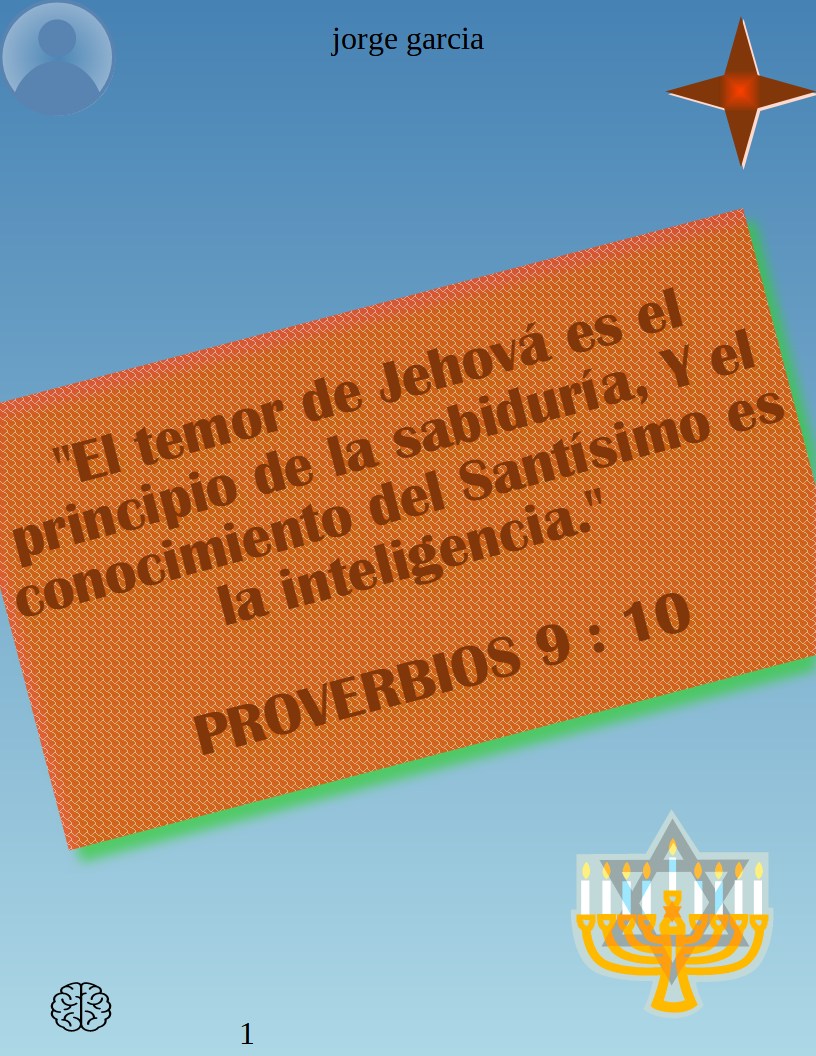 jorge garcia
"El temor de Jehová es el
principio de la sabiduría, Y el
conocimiento del Santísimo es
la inteligencia."
PROVERBIOS 9 : 10
1